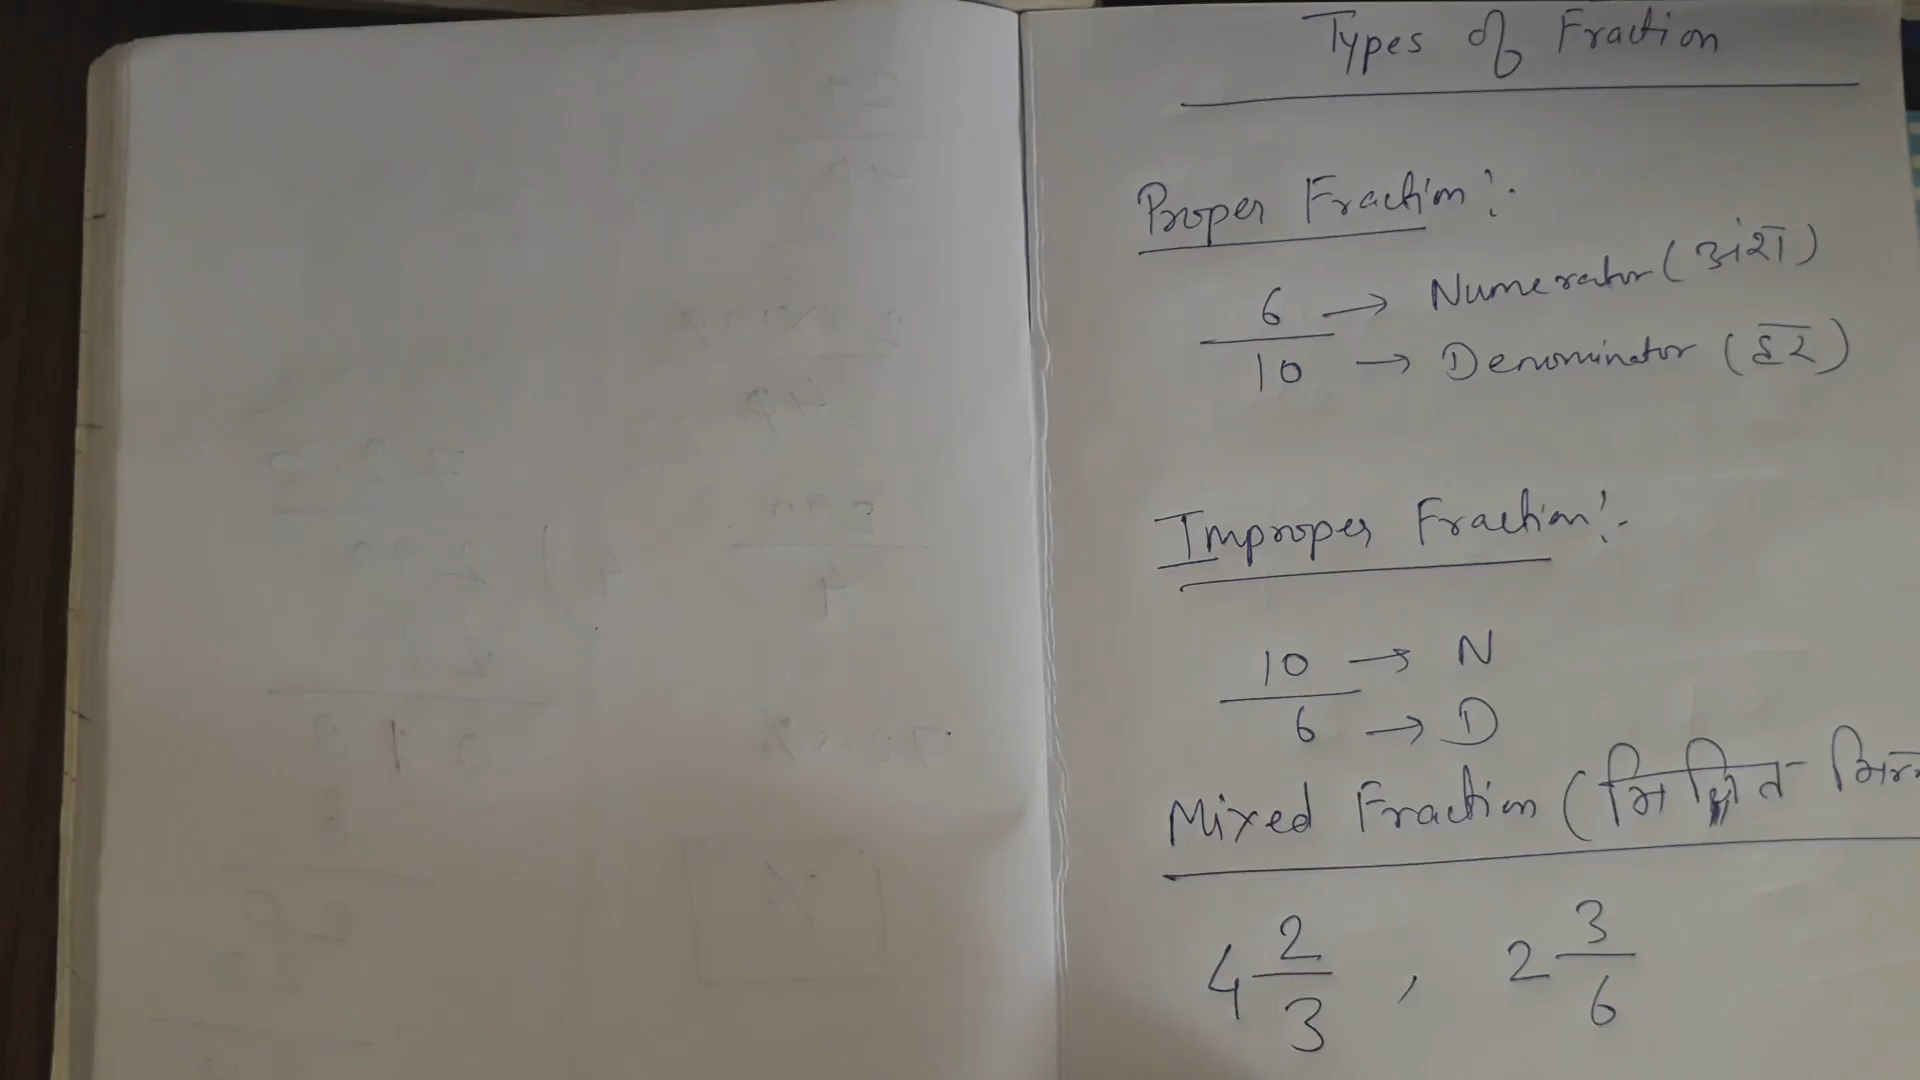 Types of Fraction
Proper Fraction :-
6 → Numerator (अंश)
10 → Denominator (हर)
Improper Fraction :-
10 → N
6 → D
Mixed Fraction (मिश्रित भिन्न
4 2/3 , 2 3/6